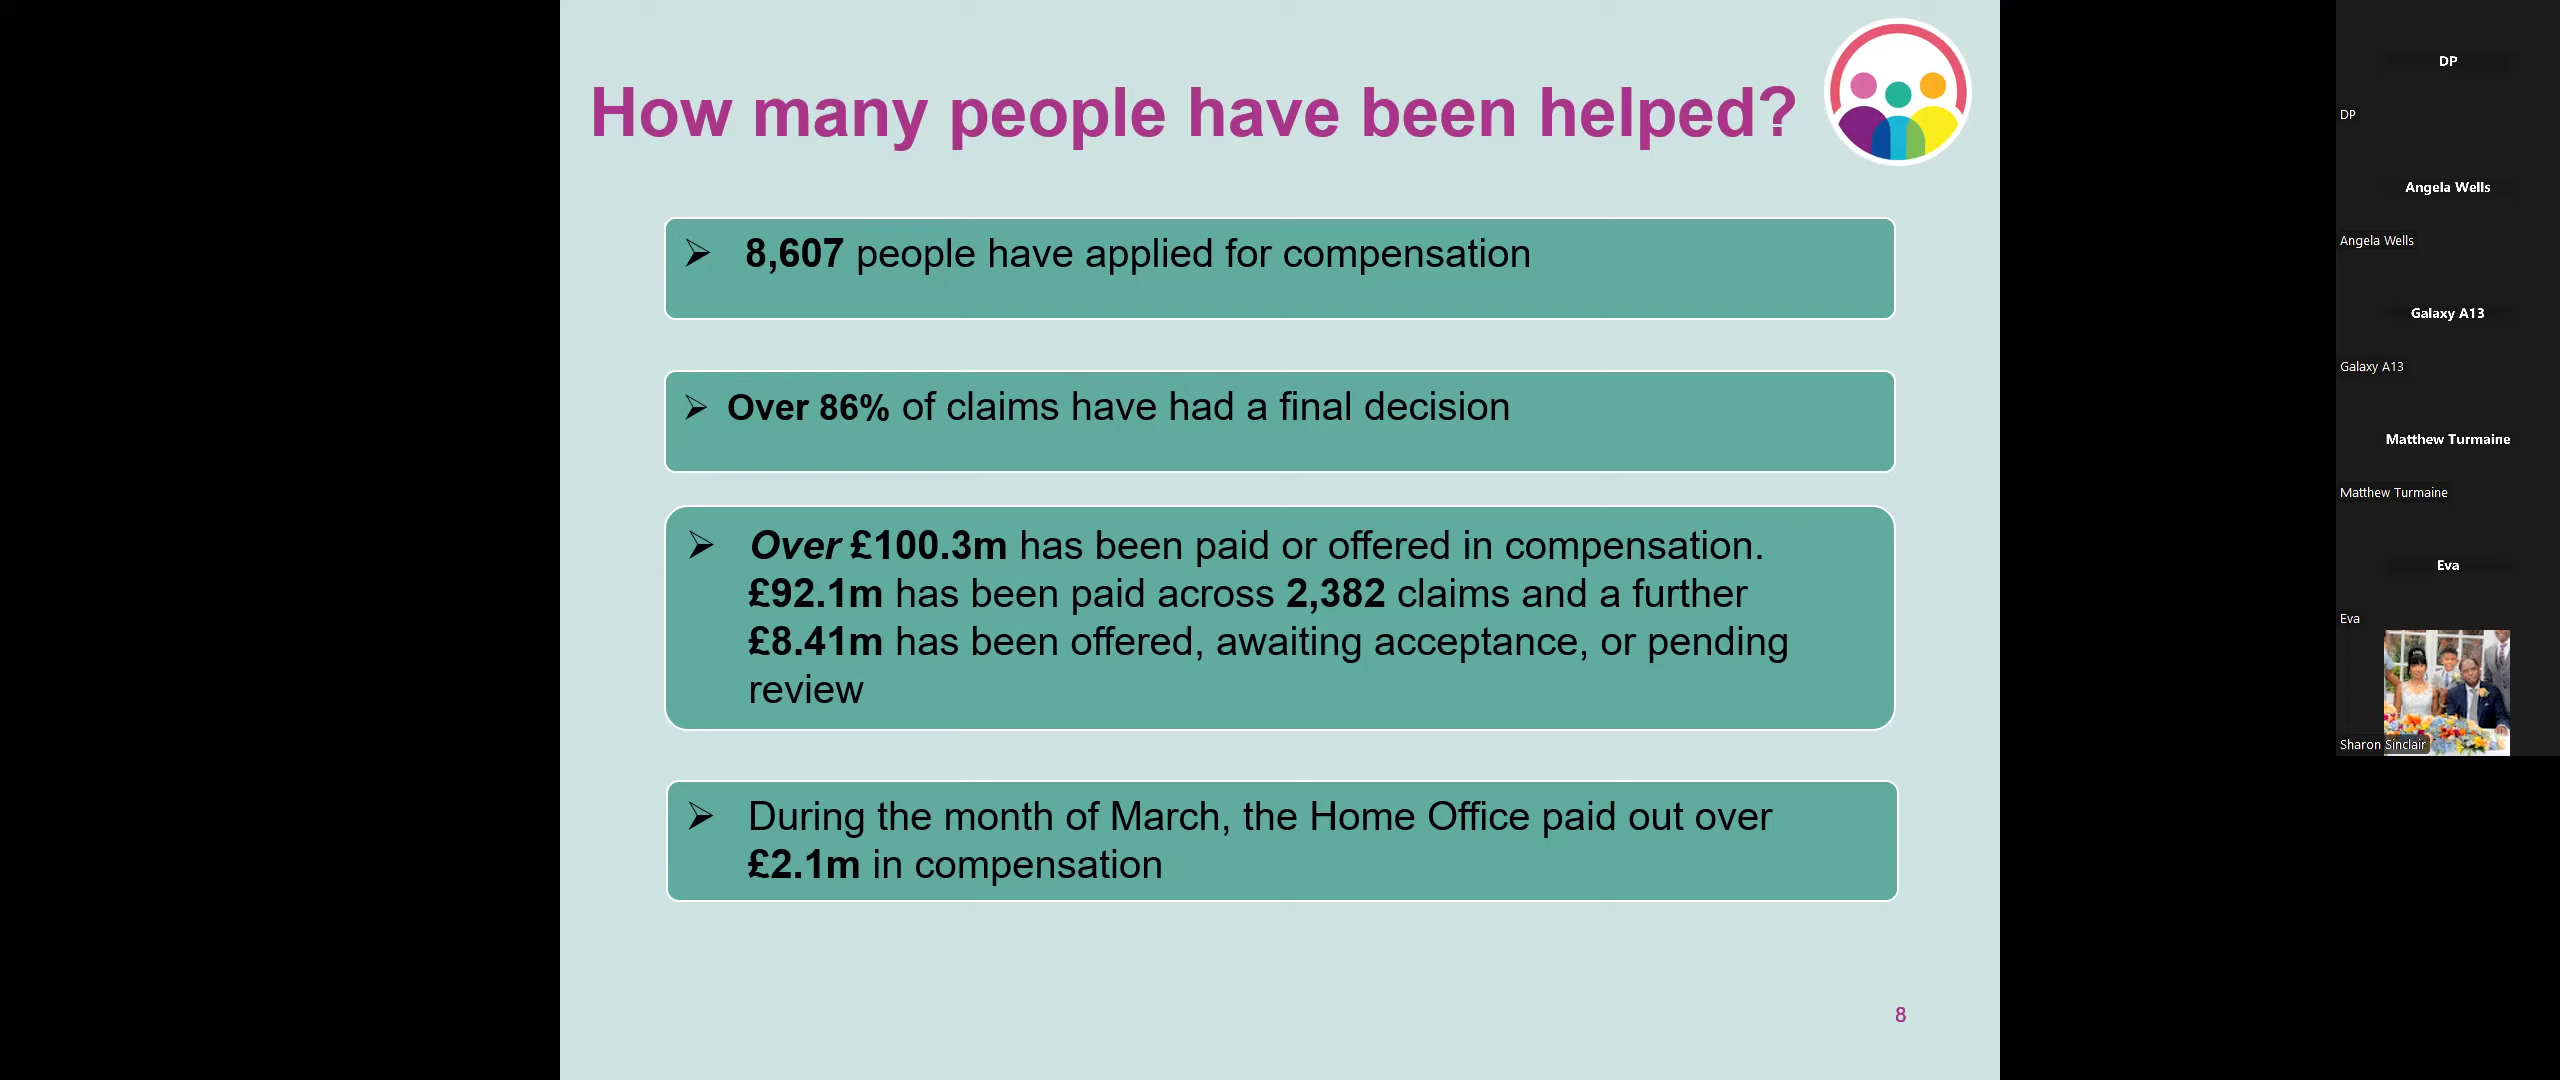 How many people have been helped?
➢ 8,607 people have applied for compensation
➢ Over 86% of claims have had a final decision
➢ Over £100.3m has been paid or offered in compensation.
£92.1m has been paid across 2,382 claims and a further
£8.41m has been offered, awaiting acceptance, or pending
review
➢ During the month of March, the Home Office paid out over
£2.1m in compensation
8
DP
DP
Angela Wells
Angela Wells
Galaxy A13
Galaxy A13
Matthew Turmaine
Matthew Turmaine
Eva
Eva
Sharon Sinclair